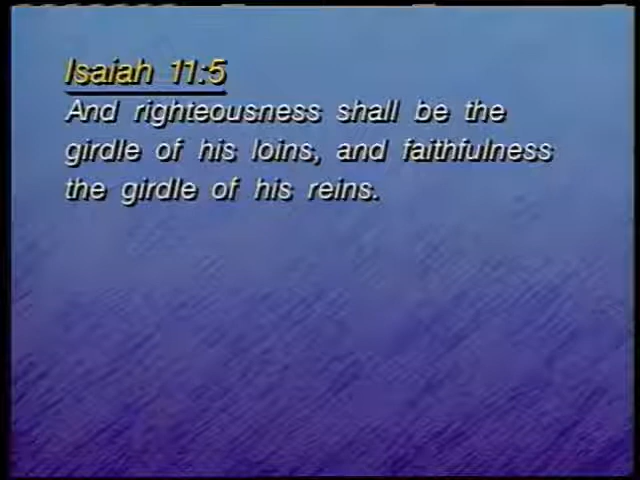 Isaiah 11:5
And righteousness shall be the
girdle of his loins, and faithfulness
the girdle of his reins.